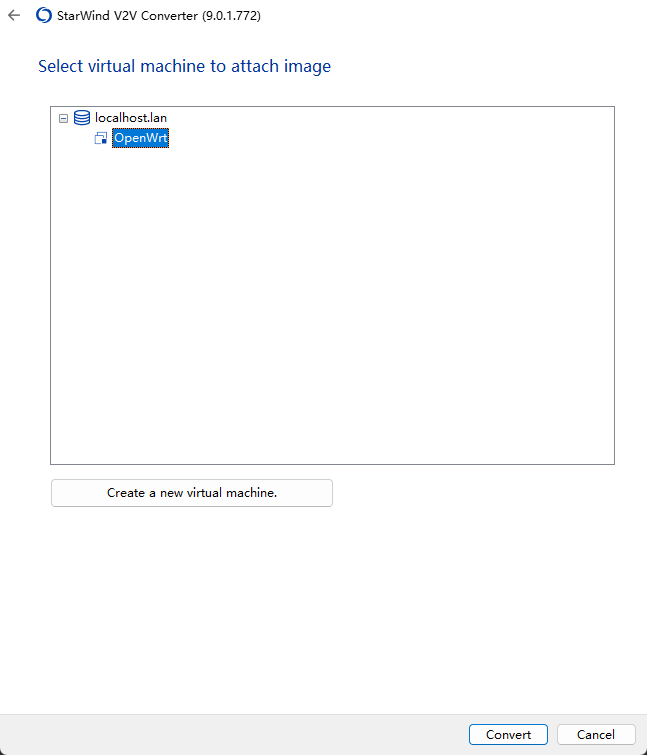 StarWind V2V Converter (9.0.1.772)
Select virtual machine to attach image
localhost.lan
OpenWrt
Create a new virtual machine.
Convert
Cancel